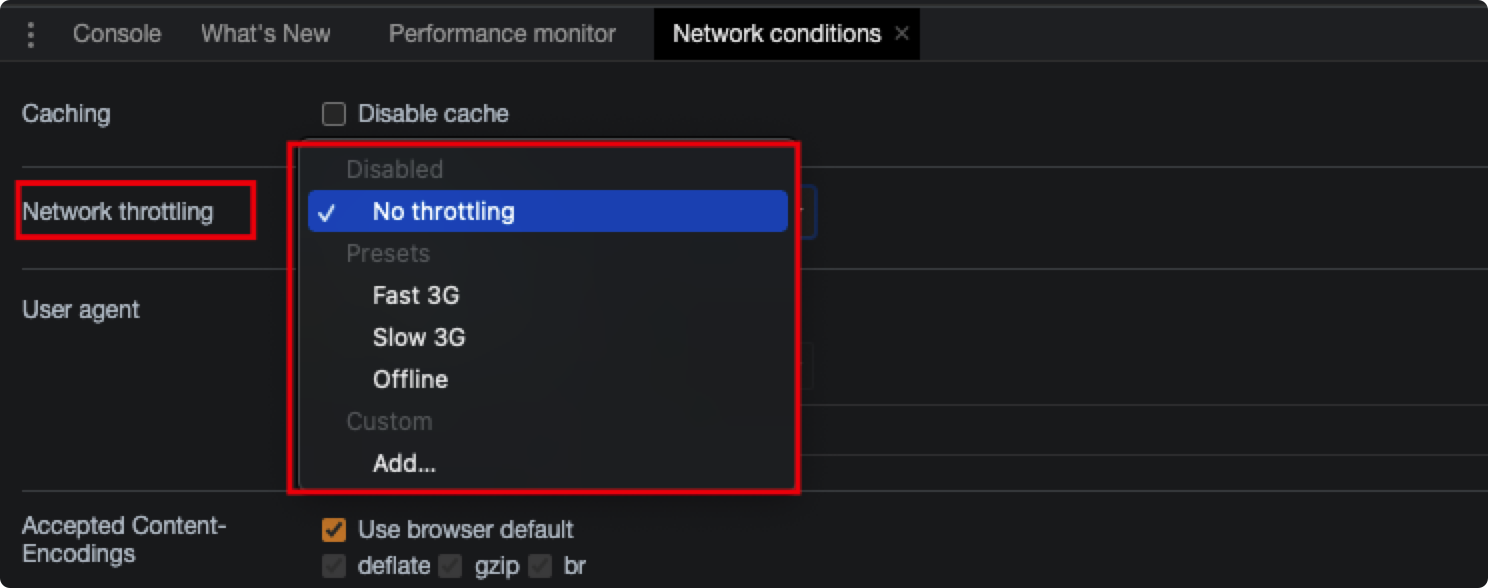 Console What's New Performance monitor Network conditions
Caching Disable cache
Disabled
Network throttling No throttling
Presets
Fast 3G
User agent
Slow 3G
Offline
Custom
Add...
Accepted Content-
Encodings
Use browser default
deflate gzip br